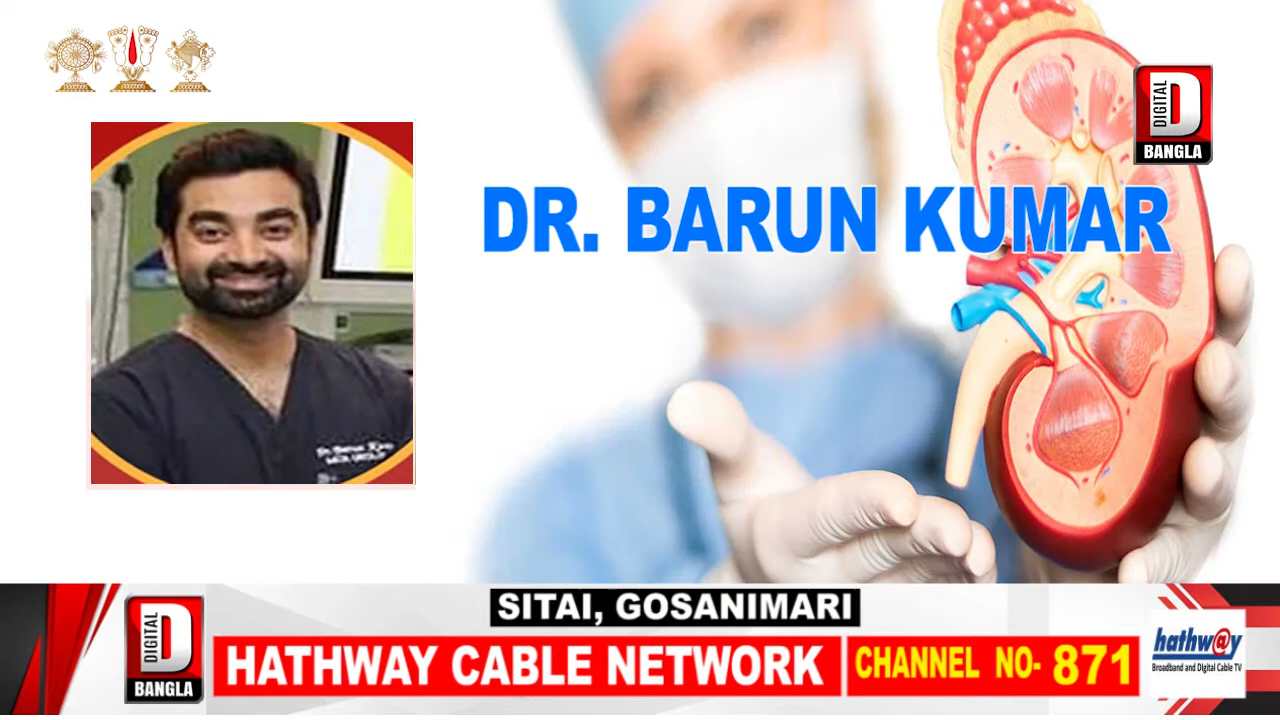 DIGITAL
D
BANGLA
DR. BARUN KUMAR
SITAI, GOSANIMARI
DIGITAL
D
BANGLA
HATHWAY CABLE NETWORK
CHANNEL NO- 871
hathw@y
Broadband and Digital Cable TV